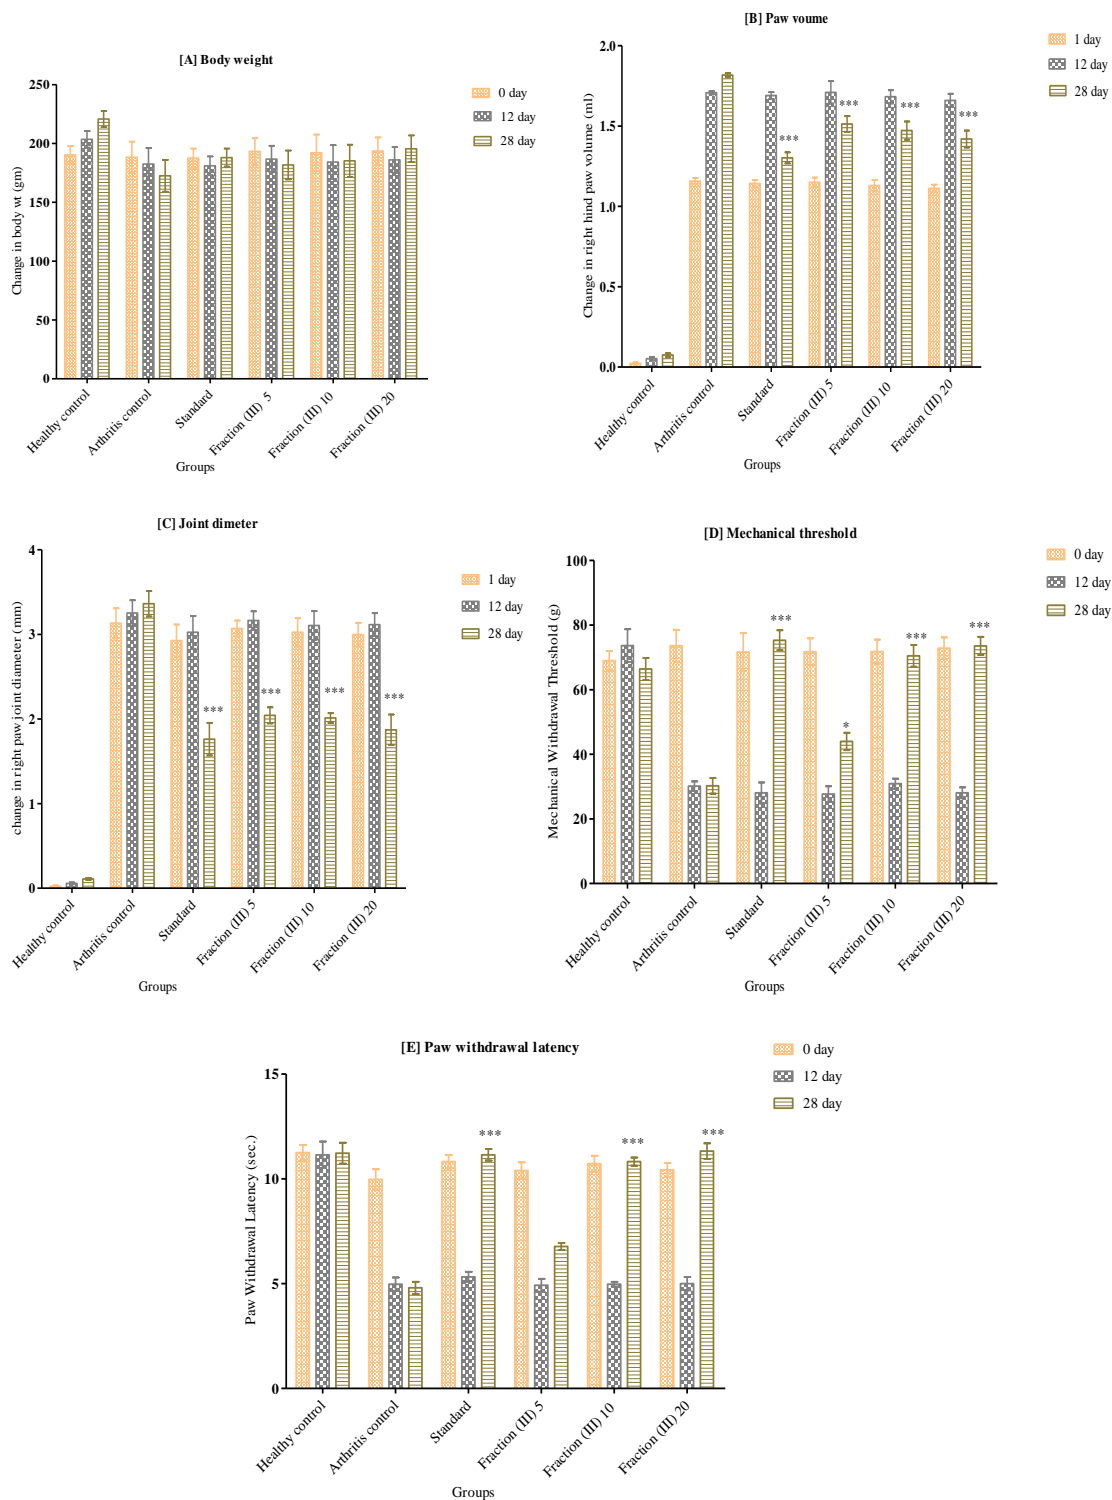 [A] Body weight
Change in body wt (gm)
250
200
150
100
50
0
Healthy control
Arthritis control
Standard
Fraction (III) 5
Fraction (III) 10
Fraction (III) 20
Groups
0 day
12 day
28 day
[B] Paw voume
Change in right hind paw volume (ml)
2.0
1.5
1.0
0.5
0.0
***
***
***
***
Healthy control
Arthritis control
Standard
Fraction (III) 5
Fraction (III) 10
Fraction (III) 20
Groups
1 day
12 day
28 day
[C] Joint dimeter
change in right paw joint diameter (mm)
4
3
2
1
0
***
***
***
***
Healthy control
Arthritis control
Standard
Fraction (III) 5
Fraction (III) 10
Fraction (III) 20
Groups
1 day
12 day
28 day
[D] Mechanical threshold
Mechanical Withdrawal Threshold (g)
100
80
60
40
20
0
***
*
***
***
Healthy control
Arthritis control
Standard
Fraction (III) 5
Fraction (III) 10
Fraction (III) 20
Groups
0 day
12 day
28 day
[E] Paw withdrawal latency
Paw Withdrawal Latency (sec.)
15
10
5
0
***
***
***
Healthy control
Arthritis control
Standard
Fraction (III) 5
Fraction (III) 10
Fraction (III) 20
Groups
0 day
12 day
28 day